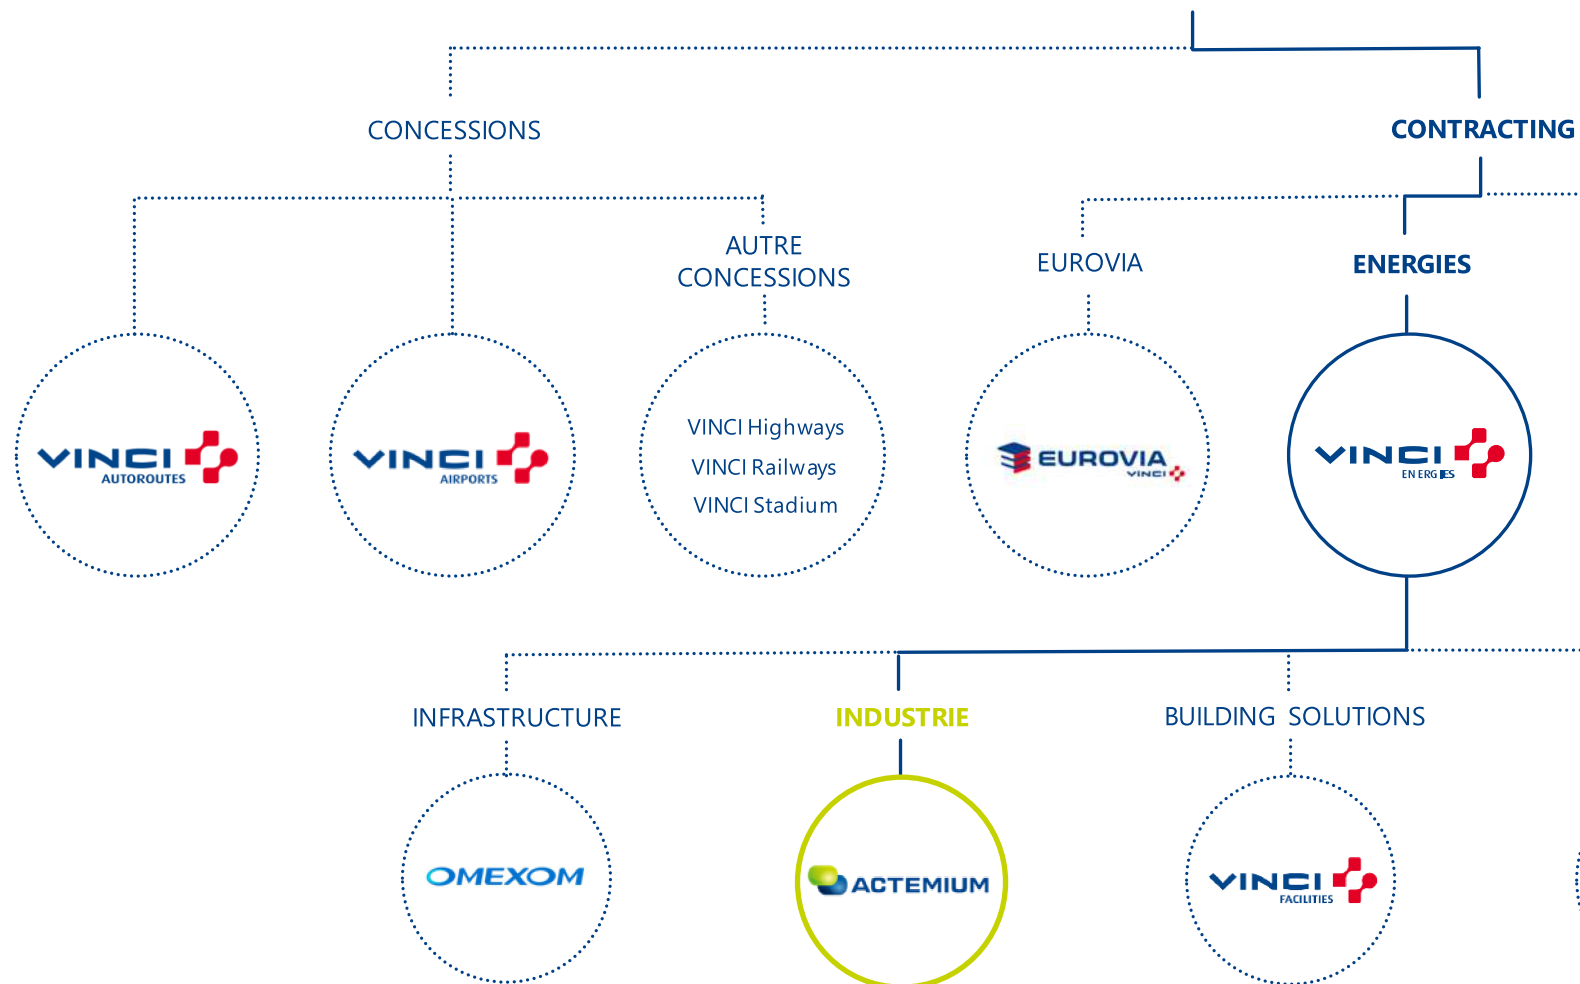 CONCESSIONS
CONTRACTING
AUTRE
CONCESSIONS
EUROVIA
ENERGIES
VINCI
AUTOROUTES
VINCI
AIRPORTS
VINCI Highways
VINCI Railways
VINCI Stadium
EUROVIA
VINCI
VINCI
ENERGIES
INFRASTRUCTURE
INDUSTRIE
BUILDING SOLUTIONS
OMEXOM
ACTEMIUM
VINCI
FACILITIES